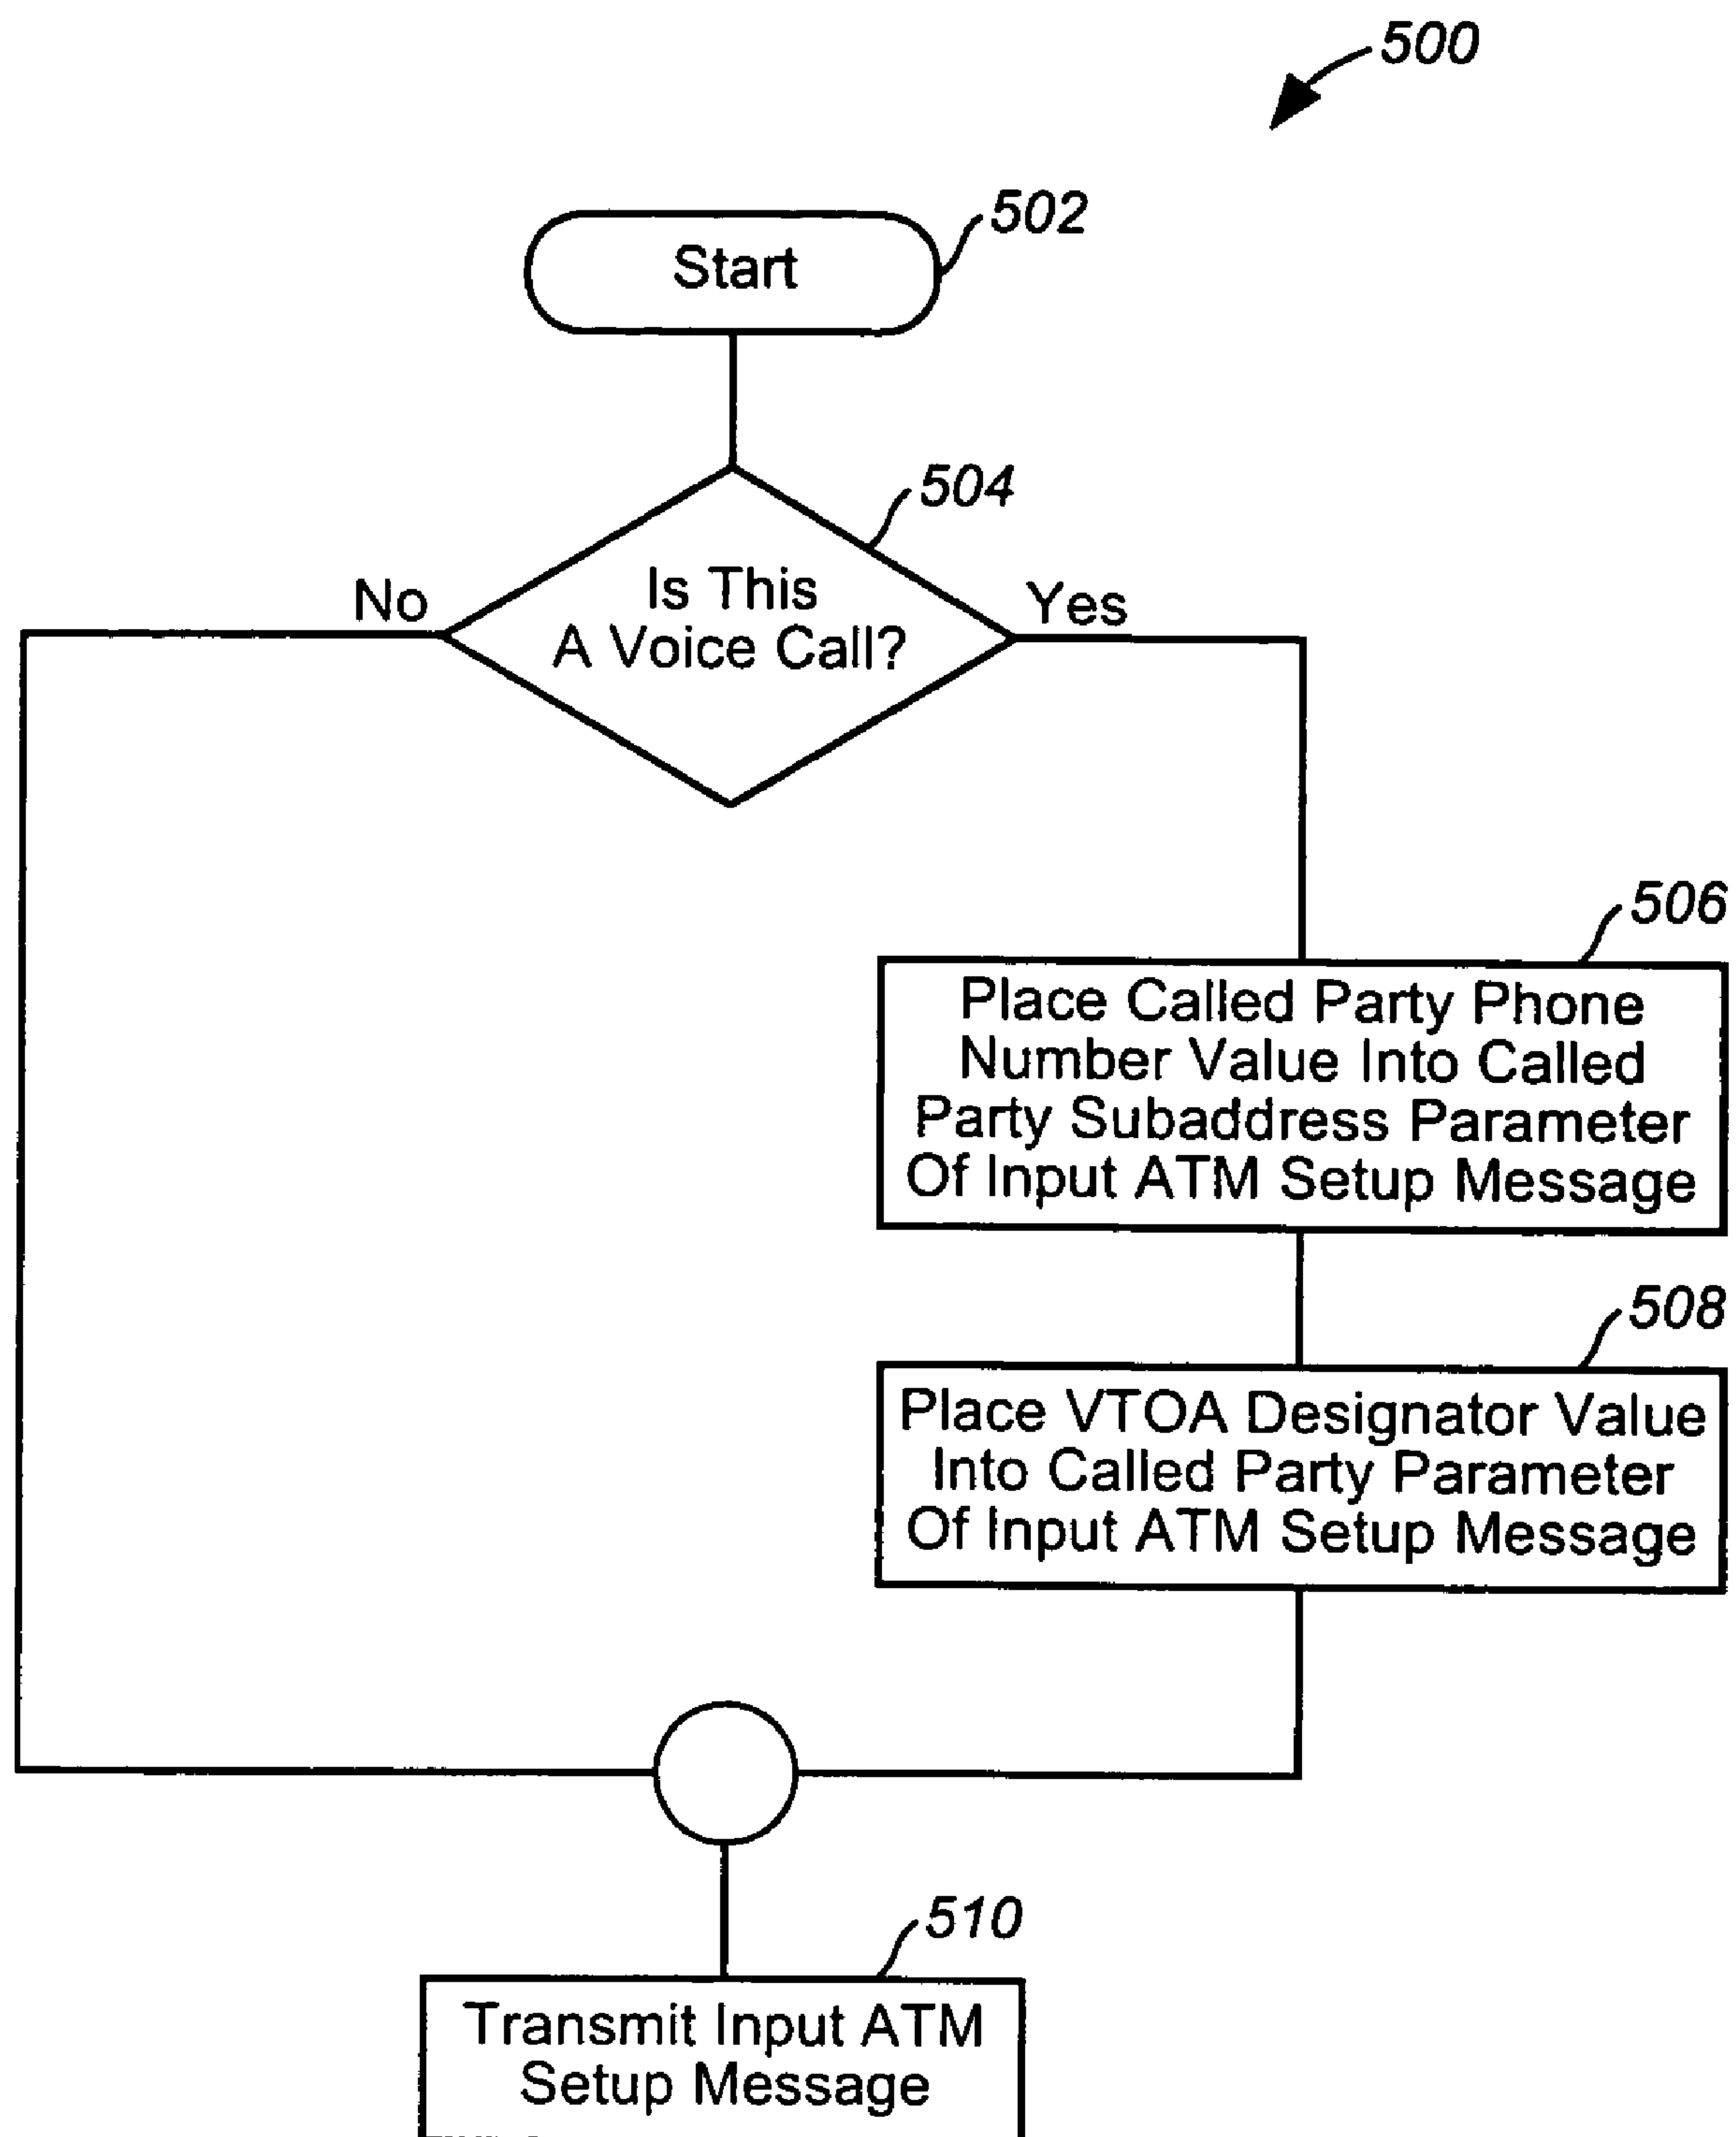 500
502
Start
504
Is This
A Voice Call?
No
Yes
506
Place Called Party Phone
Number Value Into Called
Party Subaddress Parameter
Of Input ATM Setup Message
508
Place VTOA Designator Value
Into Called Party Parameter
Of Input ATM Setup Message
510
Transmit Input ATM
Setup Message